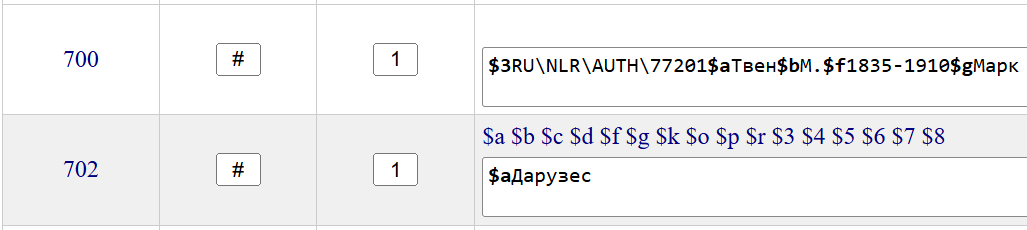 700 # 1 $3RU\NLR\AUTH\77201$aТвен$bМ.$f1835-1910$gМарк
$a $b $c $d $f $g $k $o $p $r $3 $4 $5 $6 $7 $8
702 # 1 $aДарузес